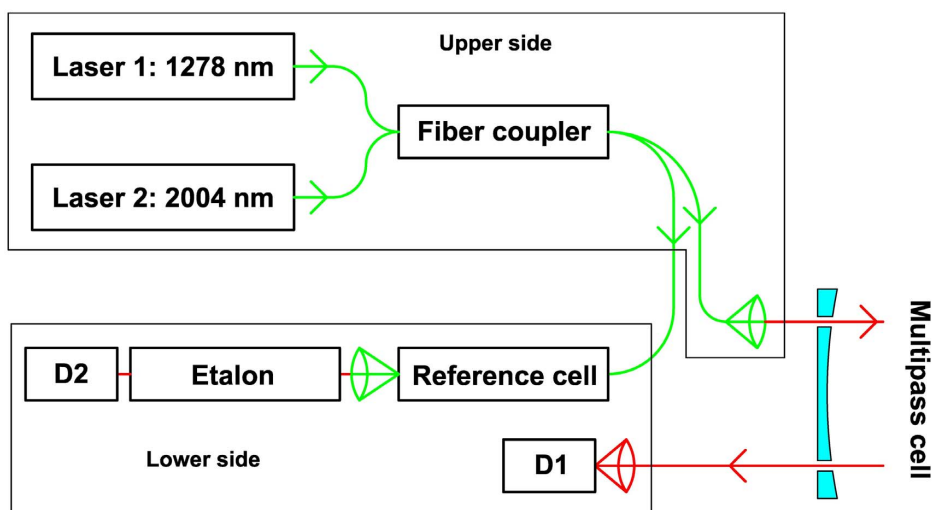 Upper side
Laser 1: 1278 nm
Fiber coupler
Laser 2: 2004 nm
Multipass cell
D2
Etalon
Reference cell
Lower side
D1